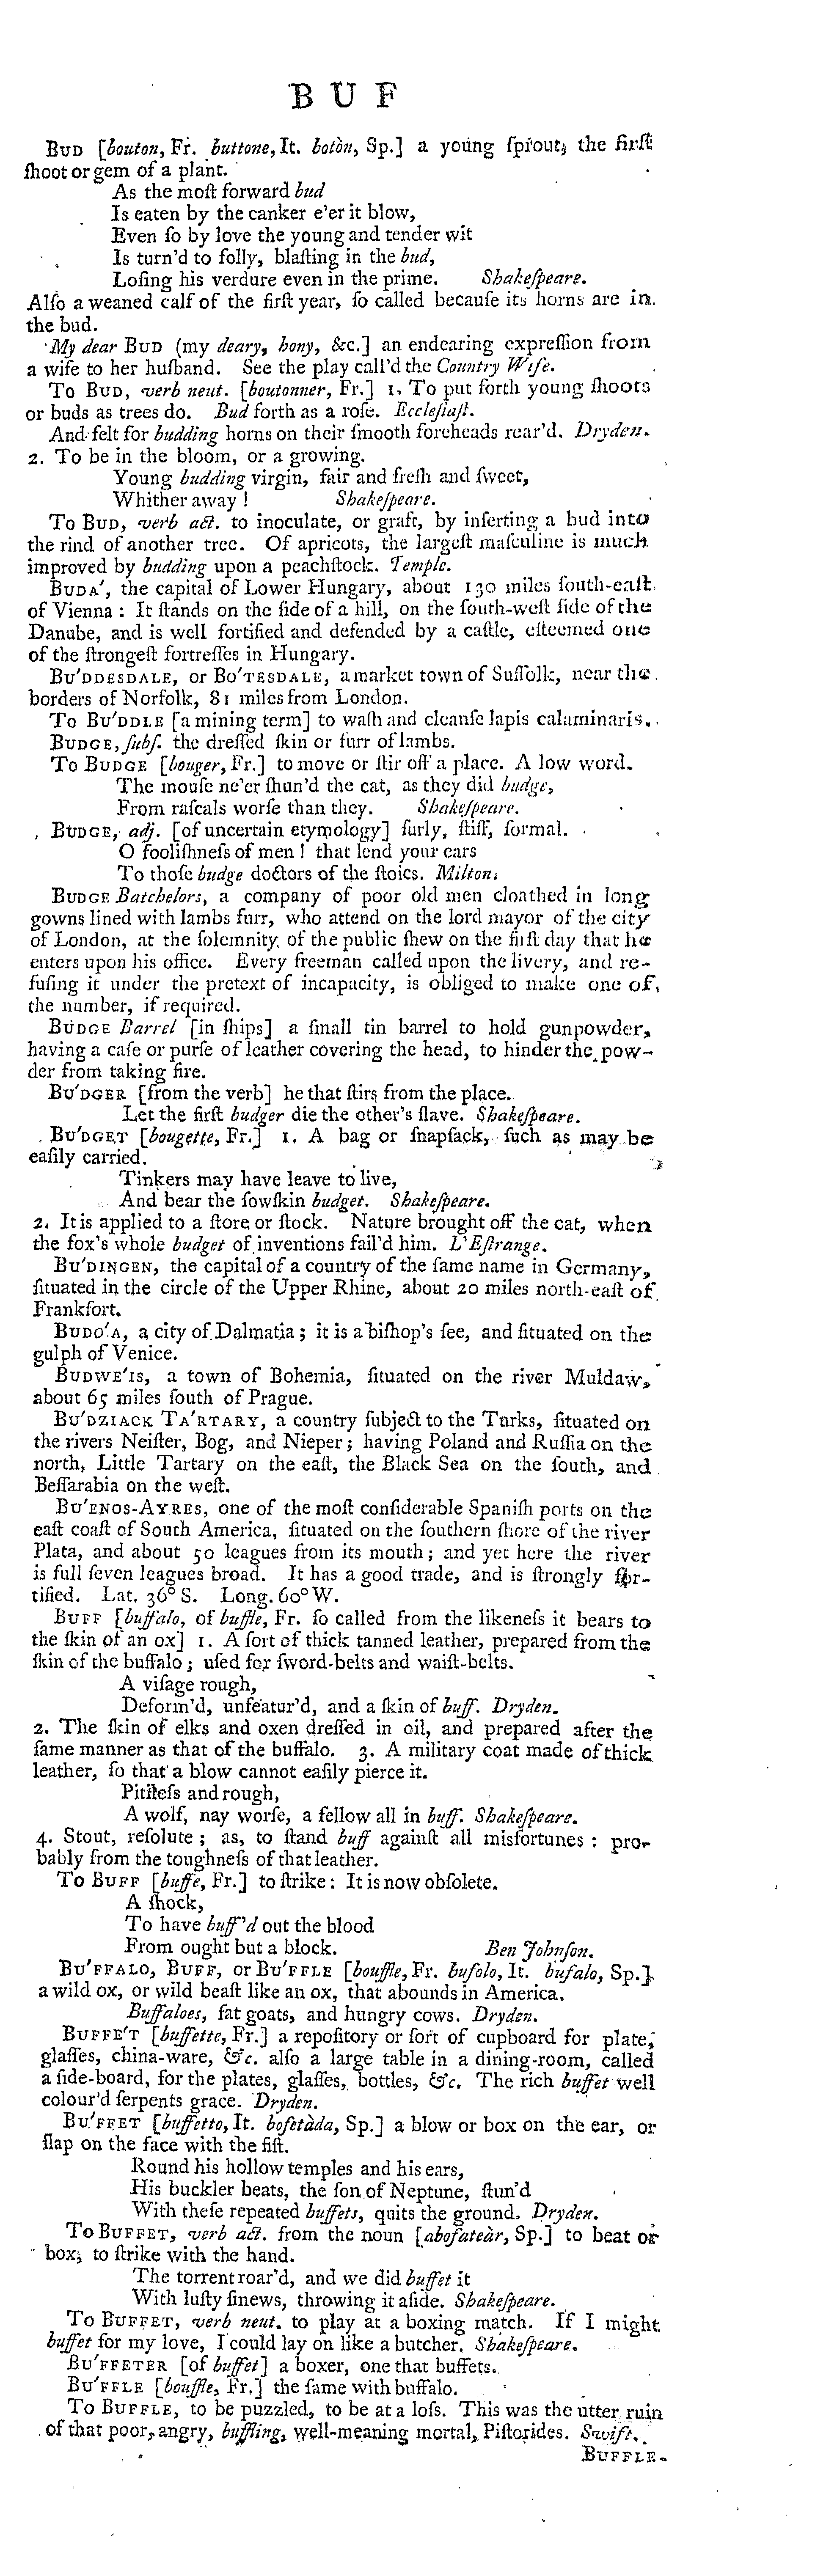 B U F
BUD [bouton, Fr. buttone, It. botòn, Sp.] a young ſprout; the firſt
ſhoot or gem of a plant.
As the moſt forward bud
Is eaten by the canker e'er it blow,
Even ſo by love the young and tender wit
Is turn'd to folly, blaſting in the bud,
Loſing his verdure even in the prime. Shakeſpeare.
Alſo a weaned calf of the firſt year, ſo called becauſe its horns are in
the bud.
My dear BUD (my deary, hony, &c.] an endearing expreſſion from
a wife to her huſband. See the play call'd the Country Wife.
To BUD, verb neut. [boutonner, Fr.] 1. To put forth young ſhoots
or buds as trees do. Bud forth as a roſe. Eccleſiaſt.
And felt for budding horns on their ſmooth foreheads rear'd. Dryden.
2. To be in the bloom, or a growing.
Young budding virgin, fair and freſh and ſweet,
Whither away! Shakeſpeare.
To BUD, verb act. to inoculate, or graft, by inſerting a bud into
the rind of another tree. Of apricots, the largeſt maſculine is much
improved by budding upon a peachſtock. Temple.
BUDA', the capital of Lower Hungary, about 130 miles ſouth-eaſt
of Vienna: It ſtands on the ſide of a hill, on the ſouth-weſt ſide of the
Danube, and is well fortified and defended by a caſtle, eſteemed one
of the ſtrongeſt fortreſſes in Hungary.
BU'DDESDALE, or BO'TESDALE, a market town of Suffolk, near the
borders of Norfolk, 81 miles from London.
To BU'DDLE [a mining term] to waſh and cleanſe lapis calaminaris.
BUDGE, ſubſ. the dreſſed ſkin or furr of lambs.
To BUDGE [bouger, Fr.] to move or ſtir off a place. A low word.
The mouſe ne'er ſhun'd the cat, as they did budge,
From raſcals worſe than they. Shakeſpeare.
BUDGE, adj. [of uncertain etymology] ſurly, ſtiff, formal.
O fooliſhneſs of men! that lend your ears
To thoſe budge doctors of the ſtoics. Milton.
BUDGE Batchelors, a company of poor old men cloathed in long
gowns lined with lambs furr, who attend on the lord mayor of the city
of London, at the ſolemnity of the public ſhew on the firſt day that he
enters upon his office. Every freeman called upon the livery, and re-
fuſing it under the pretext of incapacity, is obliged to make one of
the number, if required.
BUDGE Barrel [in ſhips] a ſmall tin barrel to hold gunpowder,
having a caſe or purſe of leather covering the head, to hinder the pow-
der from taking fire.
BU'DGER [from the verb] he that ſtirs from the place.
Let the firſt budger die the other's ſlave. Shakeſpeare.
BU'DGET [bougette, Fr.] 1. A bag or ſnapſack, ſuch as may be
eaſily carried.
Tinkers may have leave to live,
And bear the ſowſkin budget. Shakeſpeare.
2. It is applied to a ſtore or ſtock. Nature brought off the cat, when
the fox's whole budget of inventions fail'd him. L'Eſtrange.
BU'DINGEN, the capital of a country of the ſame name in Germany,
ſituated in the circle of the Upper Rhine, about 20 miles north-eaſt of
Frankfort.
BUDO'A, a city of Dalmatia; it is a biſhop's ſee, and ſituated on the
gulph of Venice.
BUDWE'IS, a town of Bohemia, ſituated on the river Muldaw,
about 65 miles ſouth of Prague.
BU'DZIACK TA'RTARY, a country ſubject to the Turks, ſituated on
the rivers Neiſter, Bog, and Nieper; having Poland and Ruſſia on the
north, Little Tartary on the eaſt, the Black Sea on the ſouth, and
Beſſarabia on the weſt.
BU'ENOS-AYRES, one of the moſt conſiderable Spaniſh ports on the
eaſt coaſt of South America, ſituated on the ſouthern ſhore of the river
Plata, and about 50 leagues from its mouth; and yet here the river
is full ſeven leagues broad. It has a good trade, and is ſtrongly for-
tified. Lat. 36° S. Long. 60° W.
BUFF [buffalo, of buffle, Fr. ſo called from the likeneſs it bears to
the ſkin of an ox] 1. A ſort of thick tanned leather, prepared from the
ſkin of the buffalo; uſed for ſword-belts and waiſt-belts.
A viſage rough,
Deform'd, unfeatur'd, and a ſkin of buff. Dryden.
2. The ſkin of elks and oxen dreſſed in oil, and prepared after the
ſame manner as that of the buffalo. 3. A military coat made of thick
leather, ſo that a blow cannot eaſily pierce it.
Pitileſs and rough,
A wolf, nay worſe, a fellow all in buff. Shakeſpeare.
4. Stout, reſolute; as, to ſtand buff againſt all misfortunes: pro-
bably from the toughneſs of that leather.
To BUFF [buffe, Fr.] to ſtrike: It is now obſolete.
A ſhock,
To have buff'd out the blood
From ought but a block. Ben Johnſon.
BU'FFALO, BUFF, or BU'FFLE [bouffle, Fr. bufolo, It. bufalo, Sp.]
a wild ox, or wild beaſt like an ox, that abounds in America.
Buffaloes, fat goats, and hungry cows. Dryden.
BUFFE'T [buffette, Fr.] a repoſitory or ſort of cupboard for plate,
glaſſes, china-ware, &c. alſo a large table in a dining-room, called
a ſide-board, for the plates, glaſſes, bottles, &c. The rich buffet well
colour'd ſerpents grace. Dryden.
BU'FFET [buffetto, It. bofetàda, Sp.] a blow or box on the ear, or
ſlap on the face with the fiſt.
Round his hollow temples and his ears,
His buckler beats, the ſon of Neptune, ſtun'd
With theſe repeated buffets, quits the ground. Dryden.
To BUFFET, verb act. from the noun [abofateàr, Sp.] to beat or
box; to ſtrike with the hand.
The torrent roar'd, and we did buffet it
With luſty ſinews, throwing it aſide. Shakeſpeare.
To BUFFET, verb neut. to play at a boxing match. If I might
buffet for my love, I could lay on like a butcher. Shakeſpeare.
BU'FFETER [of buffet] a boxer, one that buffets.
BU'FFLE [bouffle, Fr.] the ſame with buffalo.
To BUFFLE, to be puzzled, to be at a loſs. This was the utter ruin
of that poor, angry, buffling, well-meaning mortal, Piſtorides. Swift.
BUFFLE-